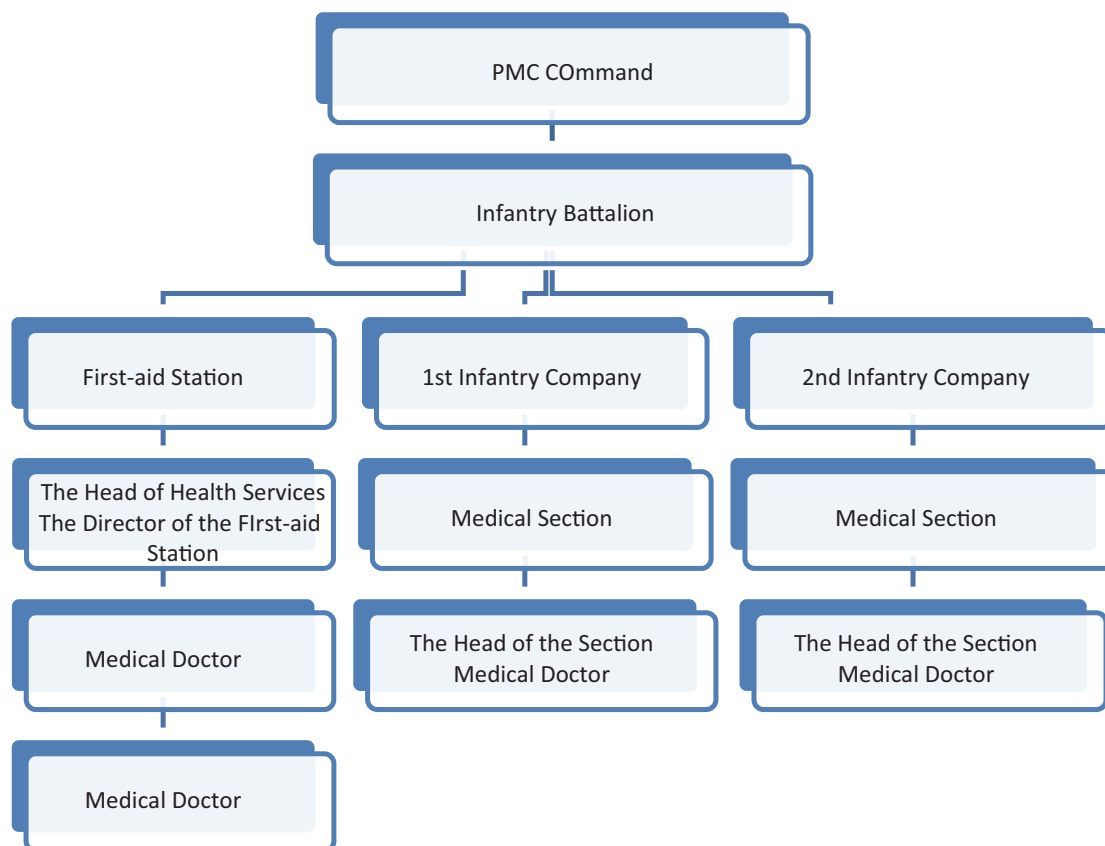 PMC COmmand
Infantry Battalion
First-aid Station
1st Infantry Company
2nd Infantry Company
The Head of Health Services
The Director of the FIrst-aid
Station
Medical Section
Medical Section
Medical Doctor
The Head of the Section
Medical Doctor
The Head of the Section
Medical Doctor
Medical Doctor